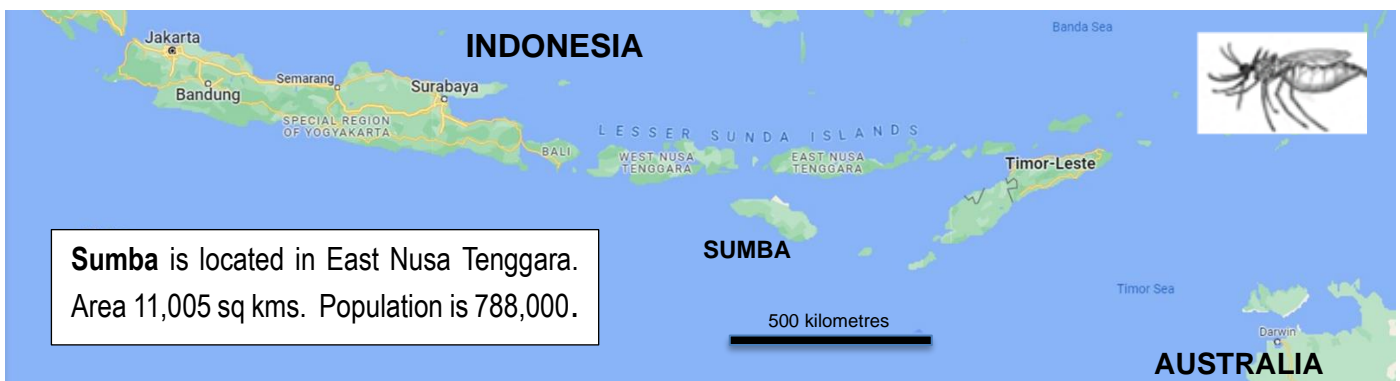 Banda Sea
Jakarta
INDONESIA
Semarang
Surabaya
Bandung
SPECIAL REGION
OF YOGYAKARTA
LESSER SUNDA ISLANDS
BALI
WEST NUSA
TENGGARA
EAST NUSA
TENGGARA
Timor-Leste
SUMBA
Sumba is located in East Nusa Tenggara.
Area 11,005 sq kms. Population is 788,000.
Timor Sea
500 kilometres
Darwin
AUSTRALIA